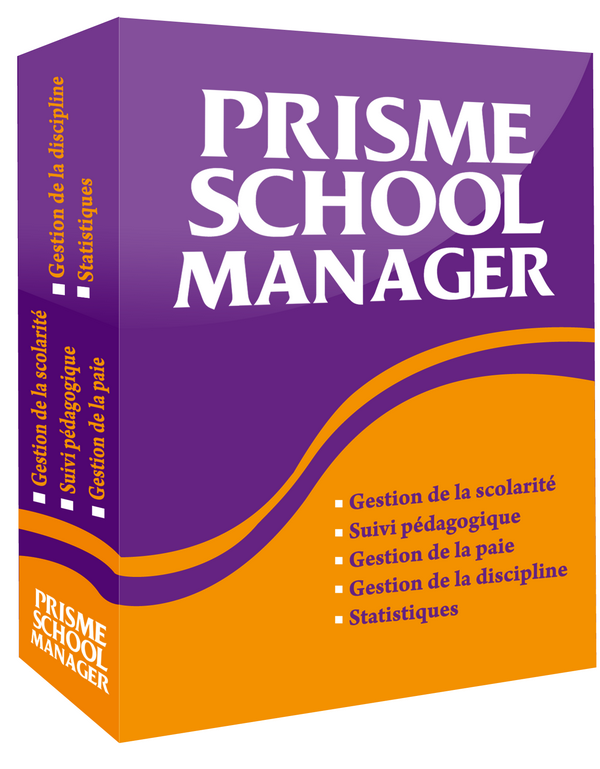 PRISME
SCHOOL
MANAGER
Gestion de la scolarité
Suivi pédagogique
Gestion de la paie
Gestion de la discipline
Statistiques
Gestion de la scolarité
Suivi pédagogique
Gestion de la paie
Gestion de la discipline
Statistiques
PRISME
SCHOOL
MANAGER